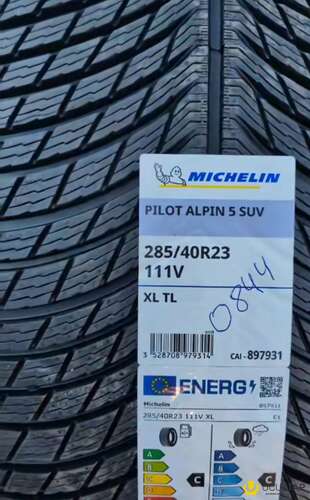 MICHELIN
PILOT ALPIN 5 SUV
285/40R23
111V
XL TL
0844
3 528708 979314
CAI - 897931
ENERG
Michelin
897931
285/40R23 111V XL
C1
A
A
B
B
C
C
C
C
D
D